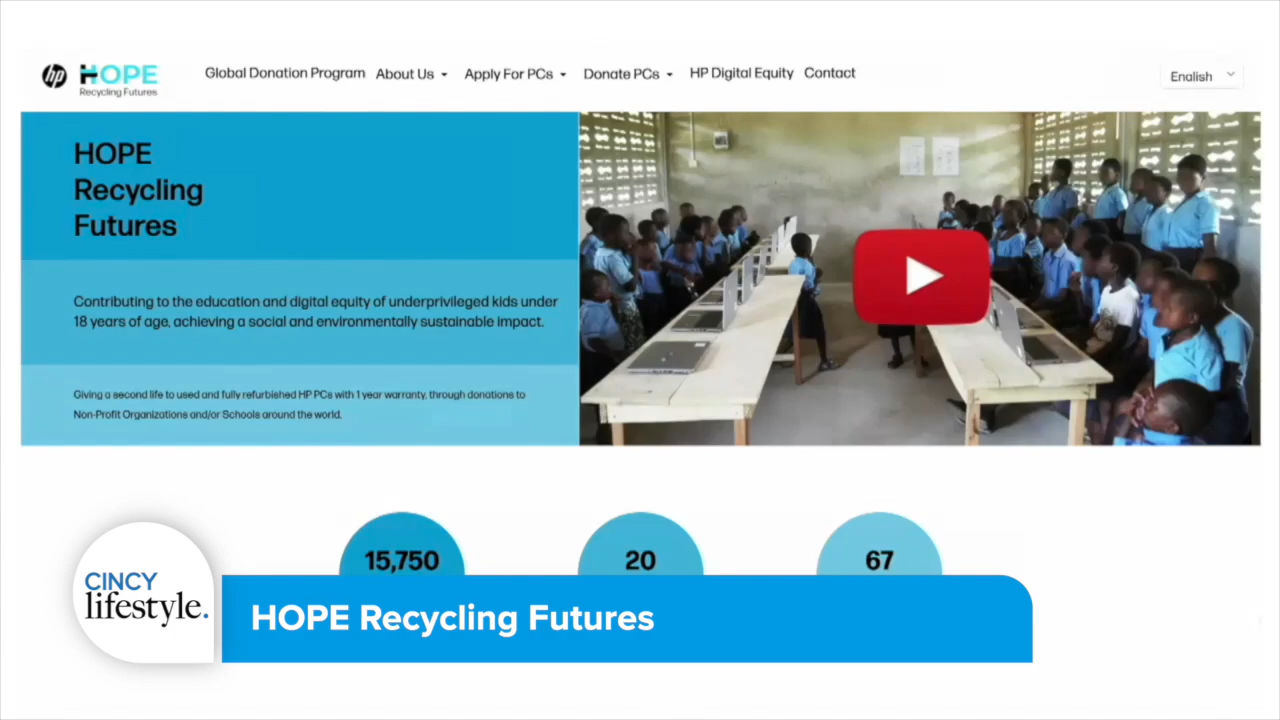 hp HOPE
Recycling Futures
Global Donation Program About Us Apply For PCs Donate PCs HP Digital Equity Contact
English
HOPE
Recycling
Futures
Contributing to the education and digital equity of underprivileged kids under
18 years of age, achieving a social and environmentally sustainable impact.
Giving a second life to used and fully refurbished HP PCs with 1 year warranty, through donations to
Non-Profit Organizations and/or Schools around the world.
15,750 20 67
CINCY
lifestyle.
HOPE Recycling Futures